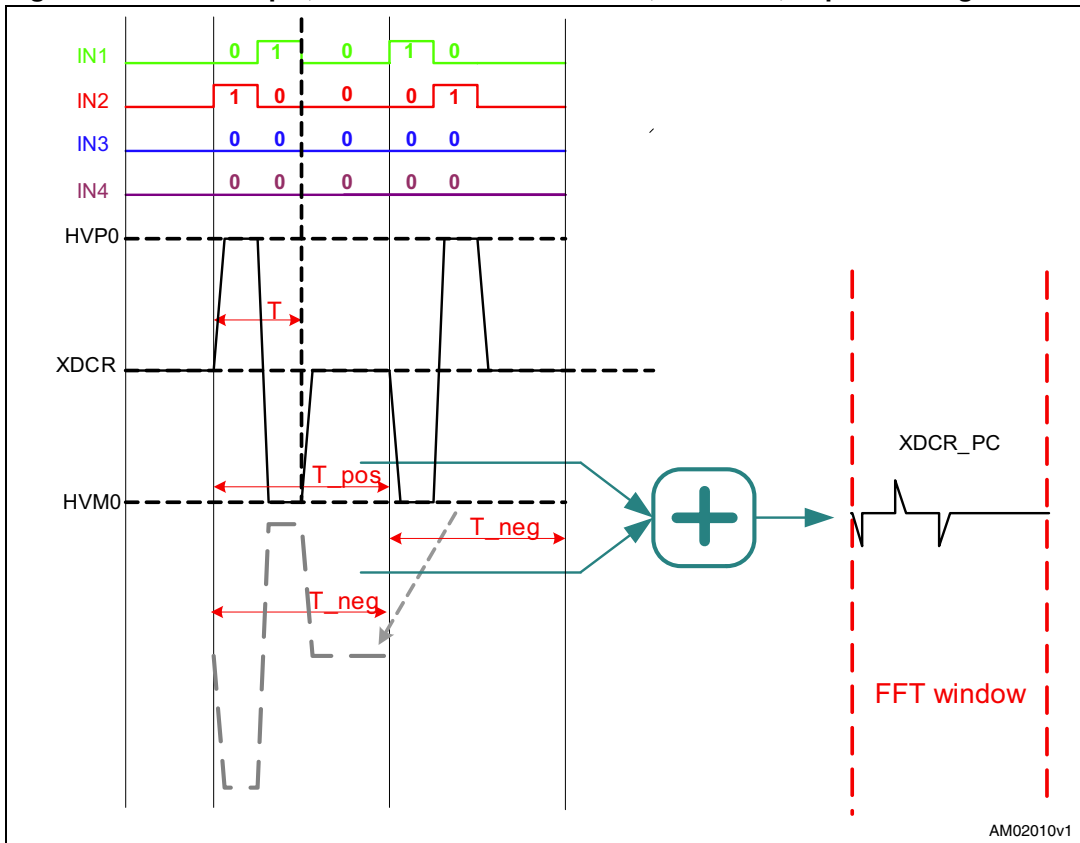 IN1 0 1 0 1 0
IN2 1 0 0 0 1
IN3 0 0 0 0 0
IN4 0 0 0 0 0
HVP0
T
XDCR
XDCR_PC
T_pos
HVM0
T_neg
T_neg
FFT window
AM02010v1